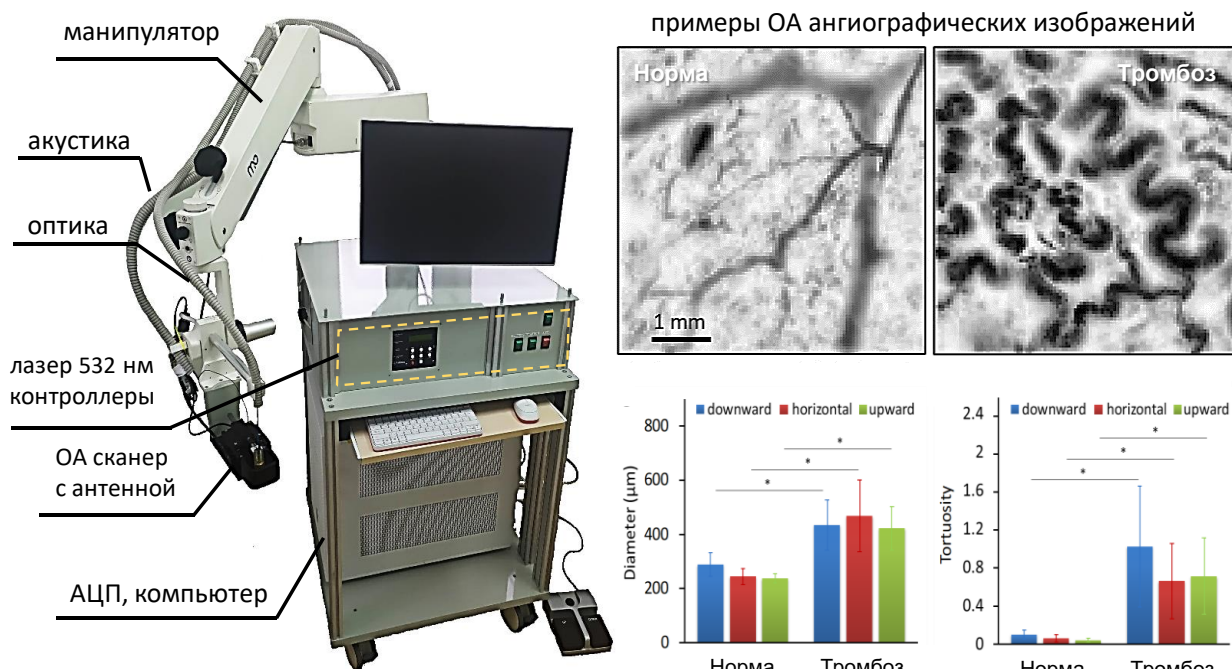 манипулятор
акустика
оптика
лазер 532 нм
контроллеры
ОА сканер
с антенной
АЦП, компьютер
примеры ОА ангиографических изображений
Норма
Тромбоз
1 mm
downward horizontal upward
800
600
400
200
0
Diameter (µm)
*
*
*
Норма Тромбоз
downward horizontal upward
2.4
2
1.6
1.2
0.8
0.4
0
Tortuosity
*
*
*
Норма Тромбоз